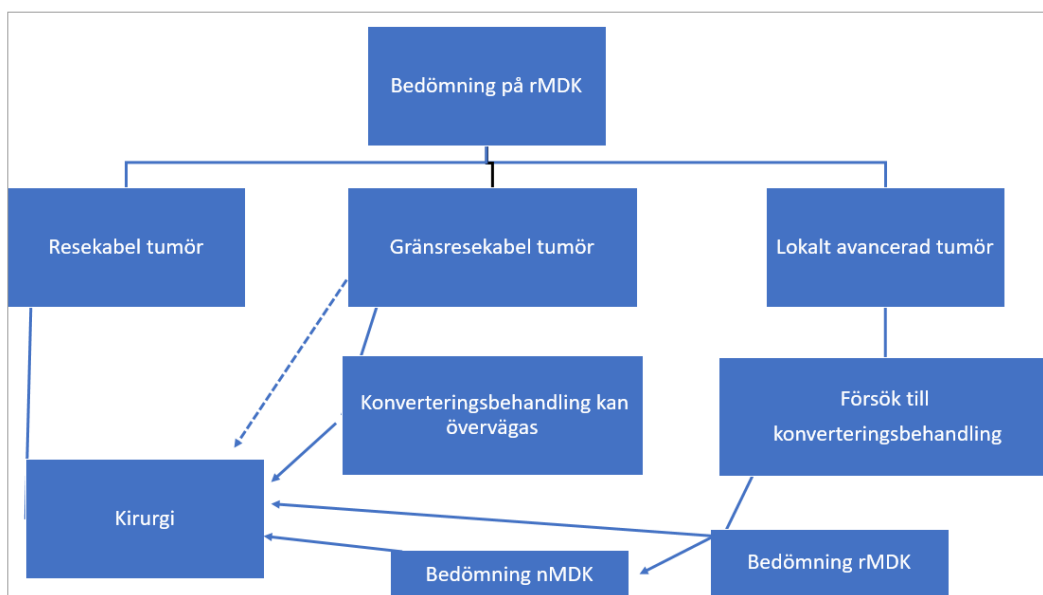 Bedömning på rMDK
Resekabel tumör
Gränsresekabel tumör
Lokalt avancerad tumör
Konverteringsbehandling kan
övervägas
Försök till
konverteringsbehandling
Kirurgi
Bedömning nMDK
Bedömning rMDK